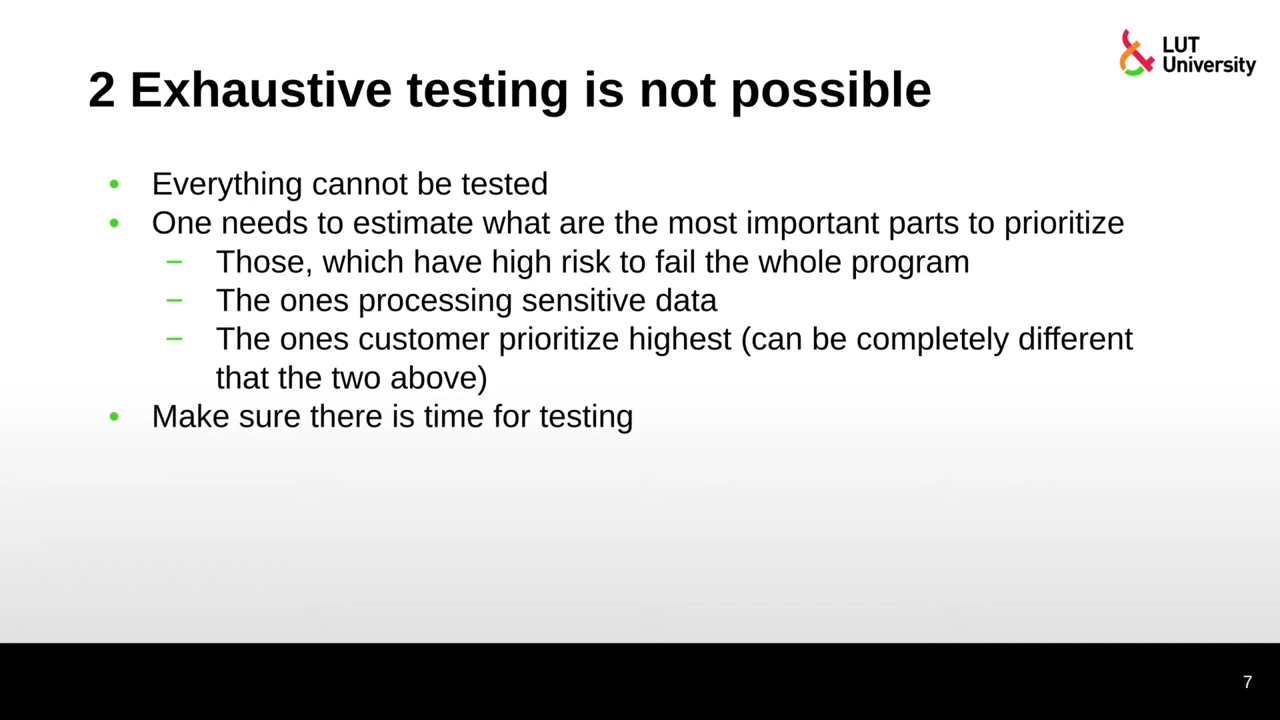 LUT
University
2 Exhaustive testing is not possible
• Everything cannot be tested
• One needs to estimate what are the most important parts to prioritize
– Those, which have high risk to fail the whole program
– The ones processing sensitive data
– The ones customer prioritize highest (can be completely different
that the two above)
• Make sure there is time for testing
7